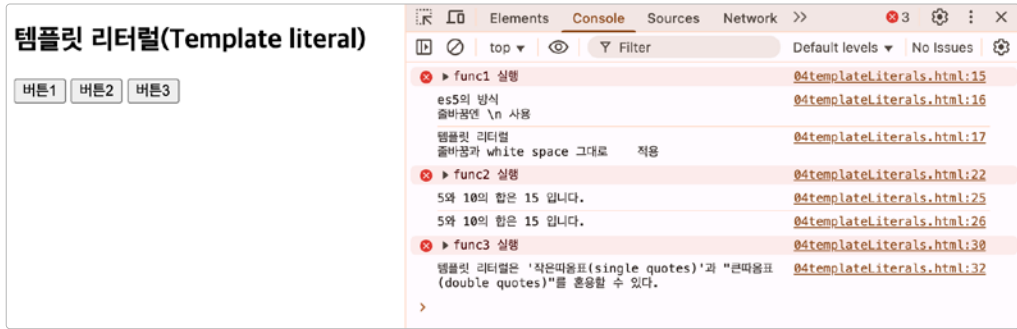 템플릿 리터럴(Template literal)
버튼1 버튼2 버튼3
Elements Console Sources Network 3
top Filter Default levels No Issues
func1 실행 04templateLiterals.html:15
es5의 방식 04templateLiterals.html:16
줄바꿈엔 \n 사용
템플릿 리터럴 04templateLiterals.html:17
줄바꿈과 white space 그대로    적용
func2 실행 04templateLiterals.html:22
5와 10의 합은 15 입니다. 04templateLiterals.html:25
5와 10의 합은 15 입니다. 04templateLiterals.html:26
func3 실행 04templateLiterals.html:30
템플릿 리터럴은 '작은따옴표(single quotes)'과 "큰따옴표 04templateLiterals.html:32
(double quotes)"를 혼용할 수 있다.